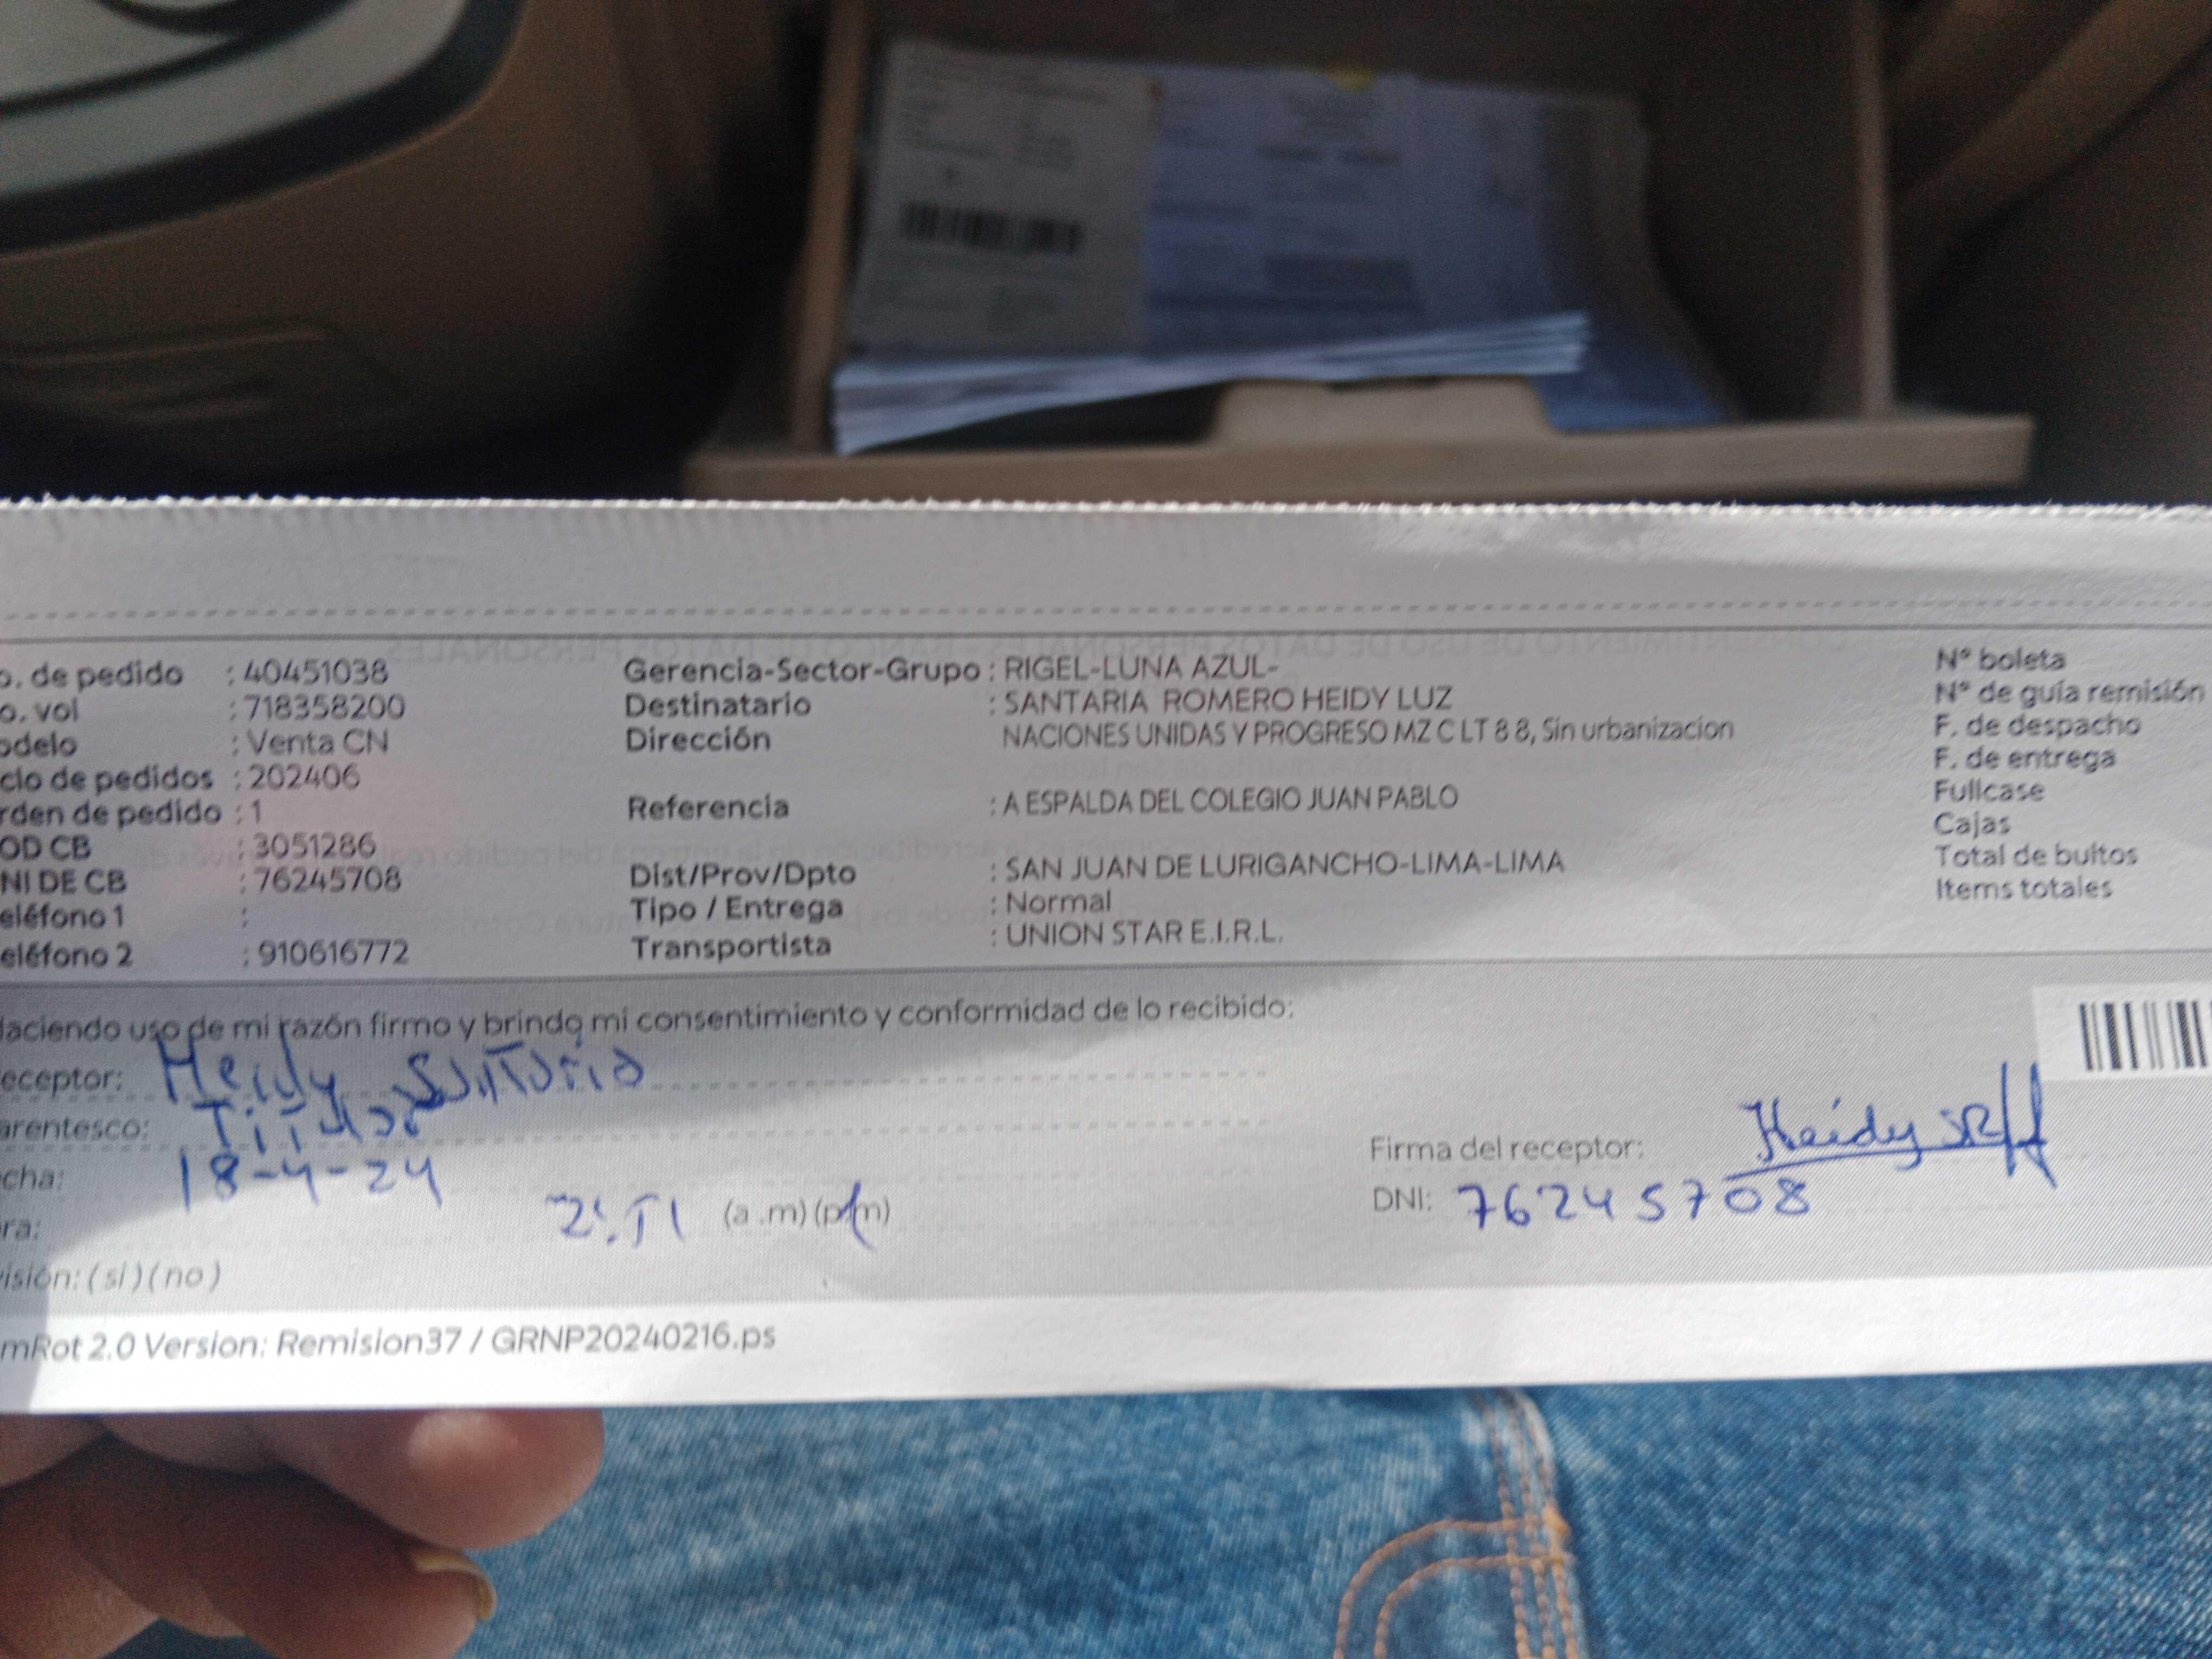 o. de pedido : 40451038 Gerencia-Sector-Grupo : RIGEL-LUNA AZUL- N° boleta
o. vol : 718358200 Destinatario : SANTARIA ROMERO HEIDY LUZ N° de guía remisión
odelo : Venta CN Dirección NACIONES UNIDAS Y PROGRESO MZ C LT 8 8, Sin urbanizacion F. de despacho
clo de pedidos : 202406 F. de entrega
rden de pedido : 1 Referencia : A ESPALDA DEL COLEGIO JUAN PABLO Fullcase
OD CB : 3051286 Cajas
NI DE CB : 76245708 Dist/Prov/Dpto : SAN JUAN DE LURIGANCHO-LIMA-LIMA Total de bultos
eléfono 1 : Tipo / Entrega : Normal Items totales
eléfono 2 : 910616772 Transportista : UNION STAR E.I.R.L.
Haciendo uso de mi razón firmo y brindo mi consentimiento y conformidad de lo recibido:
eceptor: Heidy Santaria
arentesco: Titular
cha: 18-4-24 Firma del receptor: Heidy
ra: (a .m) (p.m) DNI: 76245708
isión: ( si ) ( no )
mRot 2.0 Version: Remision37 / GRNP20240216.ps